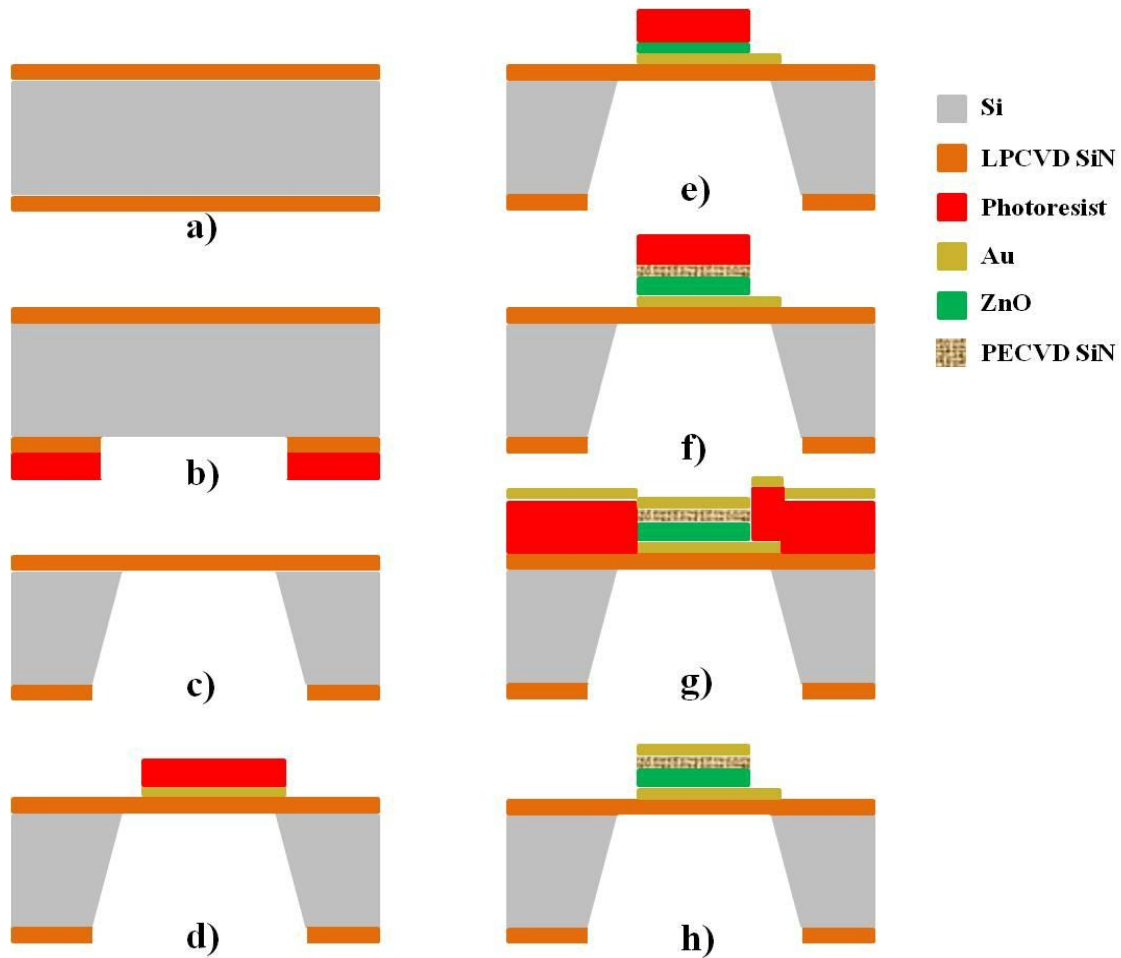 a)
b)
c)
d)
e)
f)
g)
h)
Si
LPCVD SiN
Photoresist
Au
ZnO
PECVD SiN